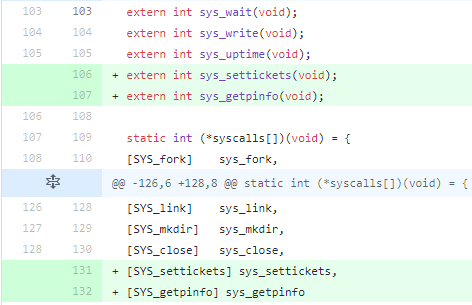 103 103 extern int sys_wait(void);
104 104 extern int sys_write(void);
105 105 extern int sys_uptime(void);
106 + extern int sys_settickets(void);
107 + extern int sys_getpinfo(void);
106 108
107 109 static int (*syscalls[])(void) = {
108 110 [SYS_fork] sys_fork,
@@ -126,6 +128,8 @@ static int (*syscalls[])(void) = {
126 128 [SYS_link] sys_link,
127 129 [SYS_mkdir] sys_mkdir,
128 130 [SYS_close] sys_close,
131 + [SYS_settickets] sys_settickets,
132 + [SYS_getpinfo] sys_getpinfo